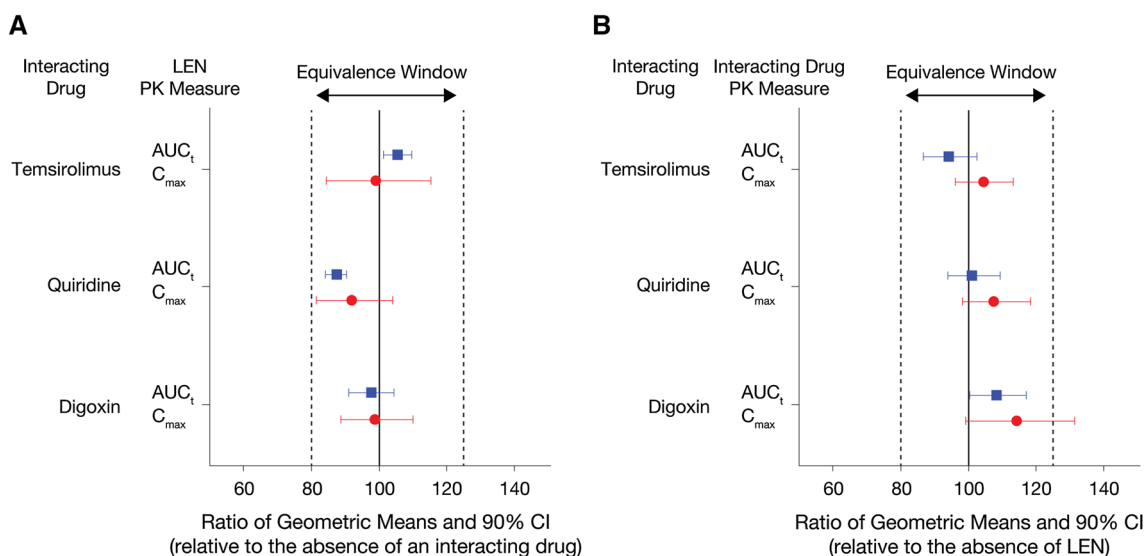 A
Interacting Drug
LEN PK Measure
Equivalence Window
Temsirolimus
AUCt
Cmax
Quiridine
AUCt
Cmax
Digoxin
AUCt
Cmax
60 80 100 120 140
Ratio of Geometric Means and 90% CI
(relative to the absence of an interacting drug)
B
Interacting Drug
Interacting Drug PK Measure
Equivalence Window
Temsirolimus
AUCt
Cmax
Quiridine
AUCt
Cmax
Digoxin
AUCt
Cmax
60 80 100 120 140
Ratio of Geometric Means and 90% CI
(relative to the absence of LEN)